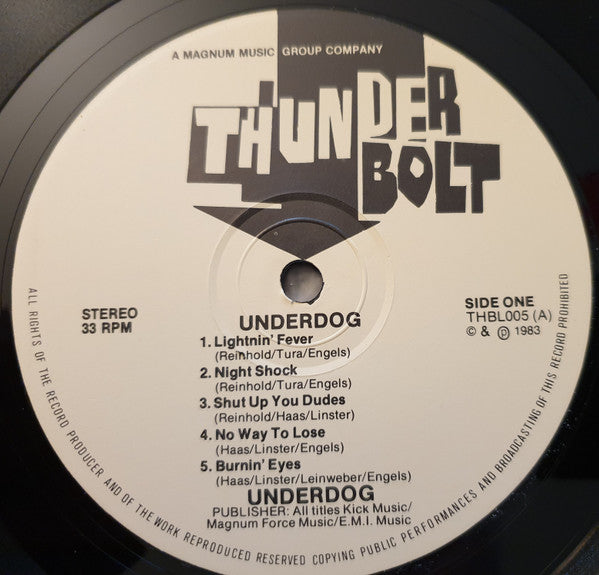 A MAGNUM MUSIC GROUP COMPANY
THUNDER
BOLT
STEREO
33 RPM
SIDE ONE
THBL005 (A)
© & ℗ 1983
UNDERDOG
1. Lightnin' Fever
(Reinhold/Tura/Engels)
2. Night Shock
(Reinhold/Tura/Engels)
3. Shut Up You Dudes
(Reinhold/Haas/Linster)
4. No Way To Lose
(Haas/Linster/Engels)
5. Burnin' Eyes
(Haas/Linster/Leinweber/Engels)
UNDERDOG
PUBLISHER: All titles Kick Music/
Magnum Force Music/E.M.I. Music
ALL RIGHTS OF THE RECORD PRODUCER AND OF THE WORK REPRODUCED RESERVED COPYING PUBLIC PERFORMANCES AND BROADCASTING OF THIS RECORD PROHIBITED